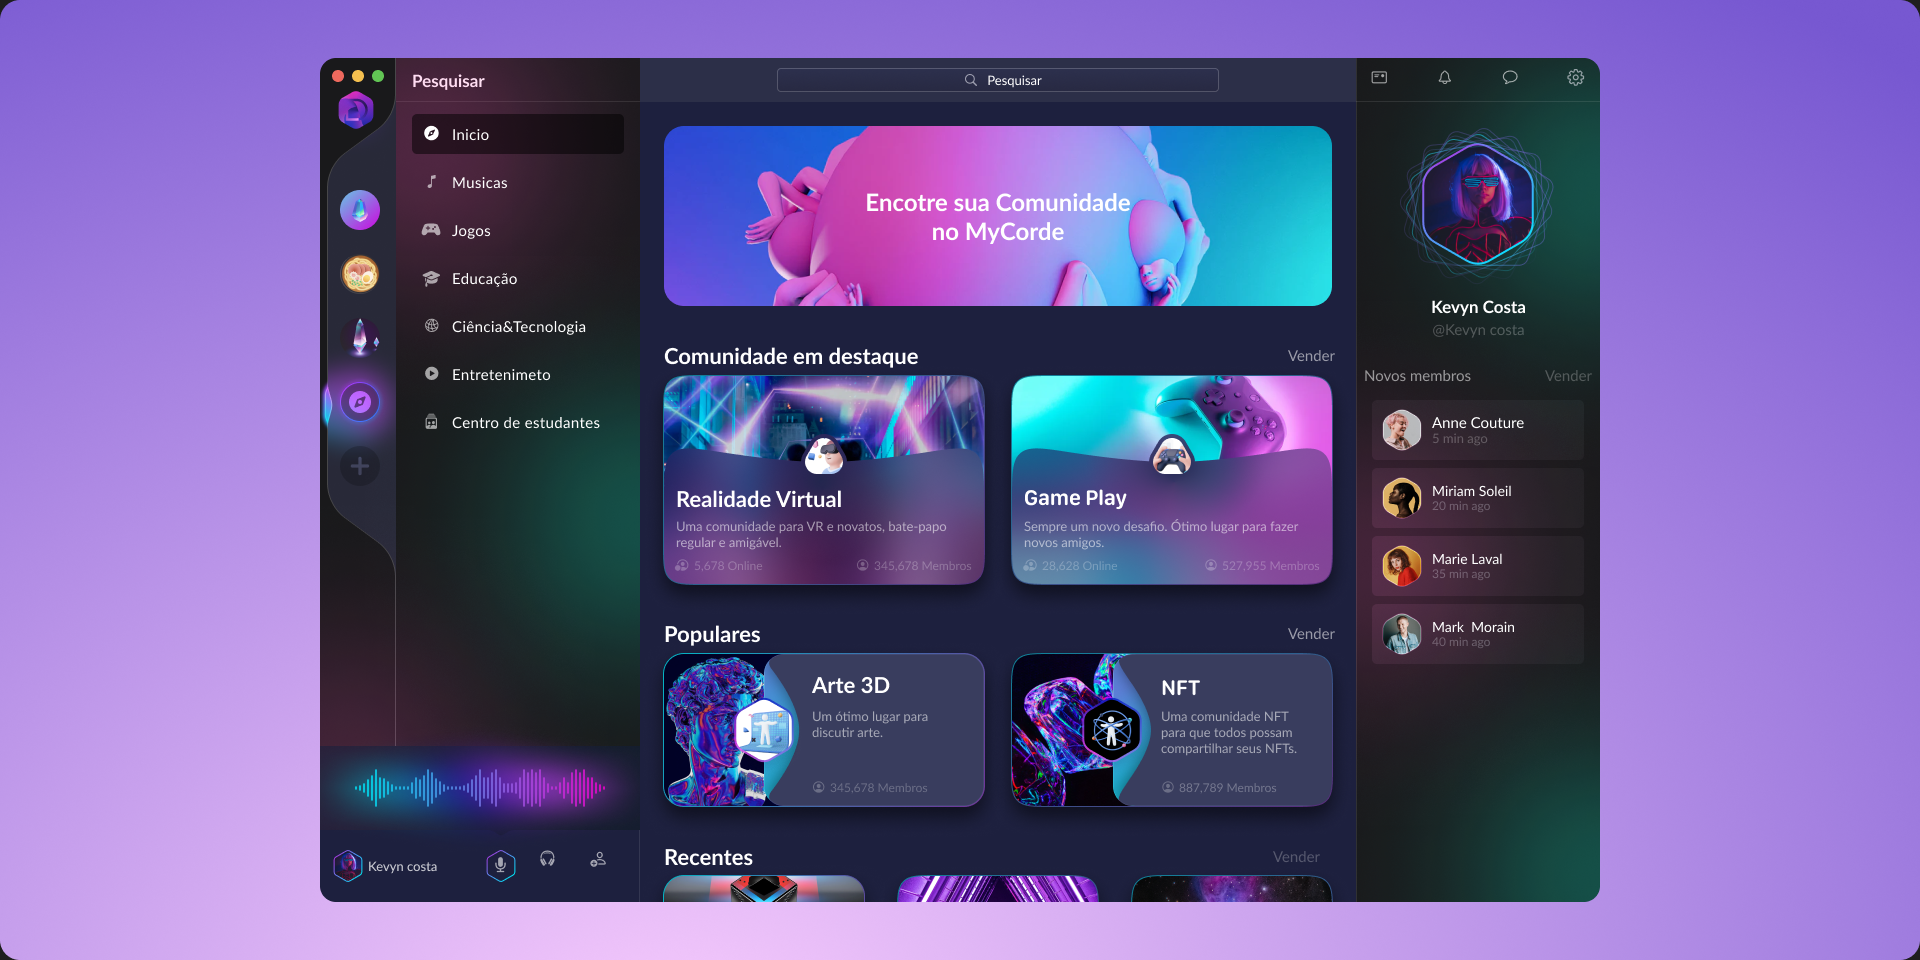 Pesquisar
Inicio
Musicas
Jogos
Educação
Ciência&Tecnologia
Entretenimeto
Centro de estudantes
Kevyn costa
Pesquisar
Encotre sua Comunidade
no MyCorde
Comunidade em destaque
Vender
Realidade Virtual
Uma comunidade para VR e novatos, bate-papo
regular e amigável.
5,678 Online
345,678 Membros
Game Play
Sempre um novo desafio. Ótimo lugar para fazer
novos amigos.
28,628 Online
527,955 Membros
Populares
Vender
Arte 3D
Um ótimo lugar para
discutir arte.
345,678 Membros
NFT
Uma comunidade NFT
para que todos possam
compartilhar seus NFTs.
887,789 Membros
Recentes
Vender
Kevyn Costa
@Kevyn costa
Novos membros
Vender
Anne Couture
5 min ago
Miriam Soleil
20 min ago
Marie Laval
35 min ago
Mark  Morain
40 min ago